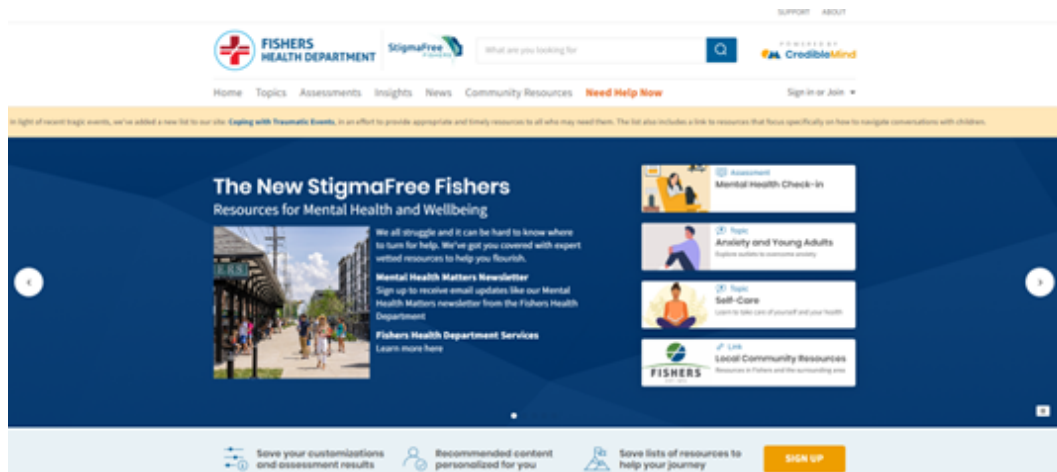 SUPPORT ABOUT
FISHERS
HEALTH DEPARTMENT
StigmaFree
FISHERS
What are you looking for
POWERED BY
CredibleMind
Home Topics Assessments Insights News Community Resources Need Help Now
Sign in or Join
In light of recent tragic events, we've added a new list to our site: Coping with Traumatic Events, in an effort to provide appropriate and timely resources to all who may need them. The list also includes a link to resources that focus specifically on how to navigate conversations with children.
The New StigmaFree Fishers
Resources for Mental Health and Wellbeing
ERS
We all struggle and it can be hard to know where
to turn for help. We've got you covered with expert
vetted resources to help you flourish.
Mental Health Matters Newsletter
Sign up to receive email updates like our Mental
Health Matters newsletter from the Fishers Health
Department
Fishers Health Department Services
Learn more here
Assessment
Mental Health Check-in
Topic
Anxiety and Young Adults
Explore outlets to overcome anxiety
Topic
Self-Care
Learn to take care of yourself and your health
FISHERS
Link
Local Community Resources
Resources in Fishers and the surrounding area
Save your customizations
and assessment results
Recommended content
personalized for you
Save lists of resources to
help your journey
SIGN UP